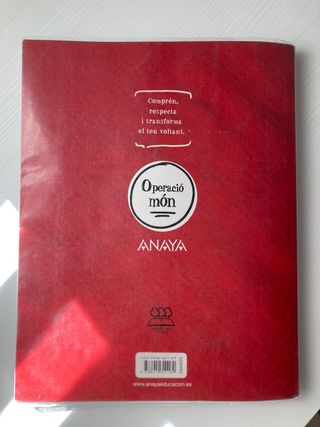 Comprén,
respecta
i transforma
el teu voltant.
Operació
món
ANAYA
www.anayaeducacion.es